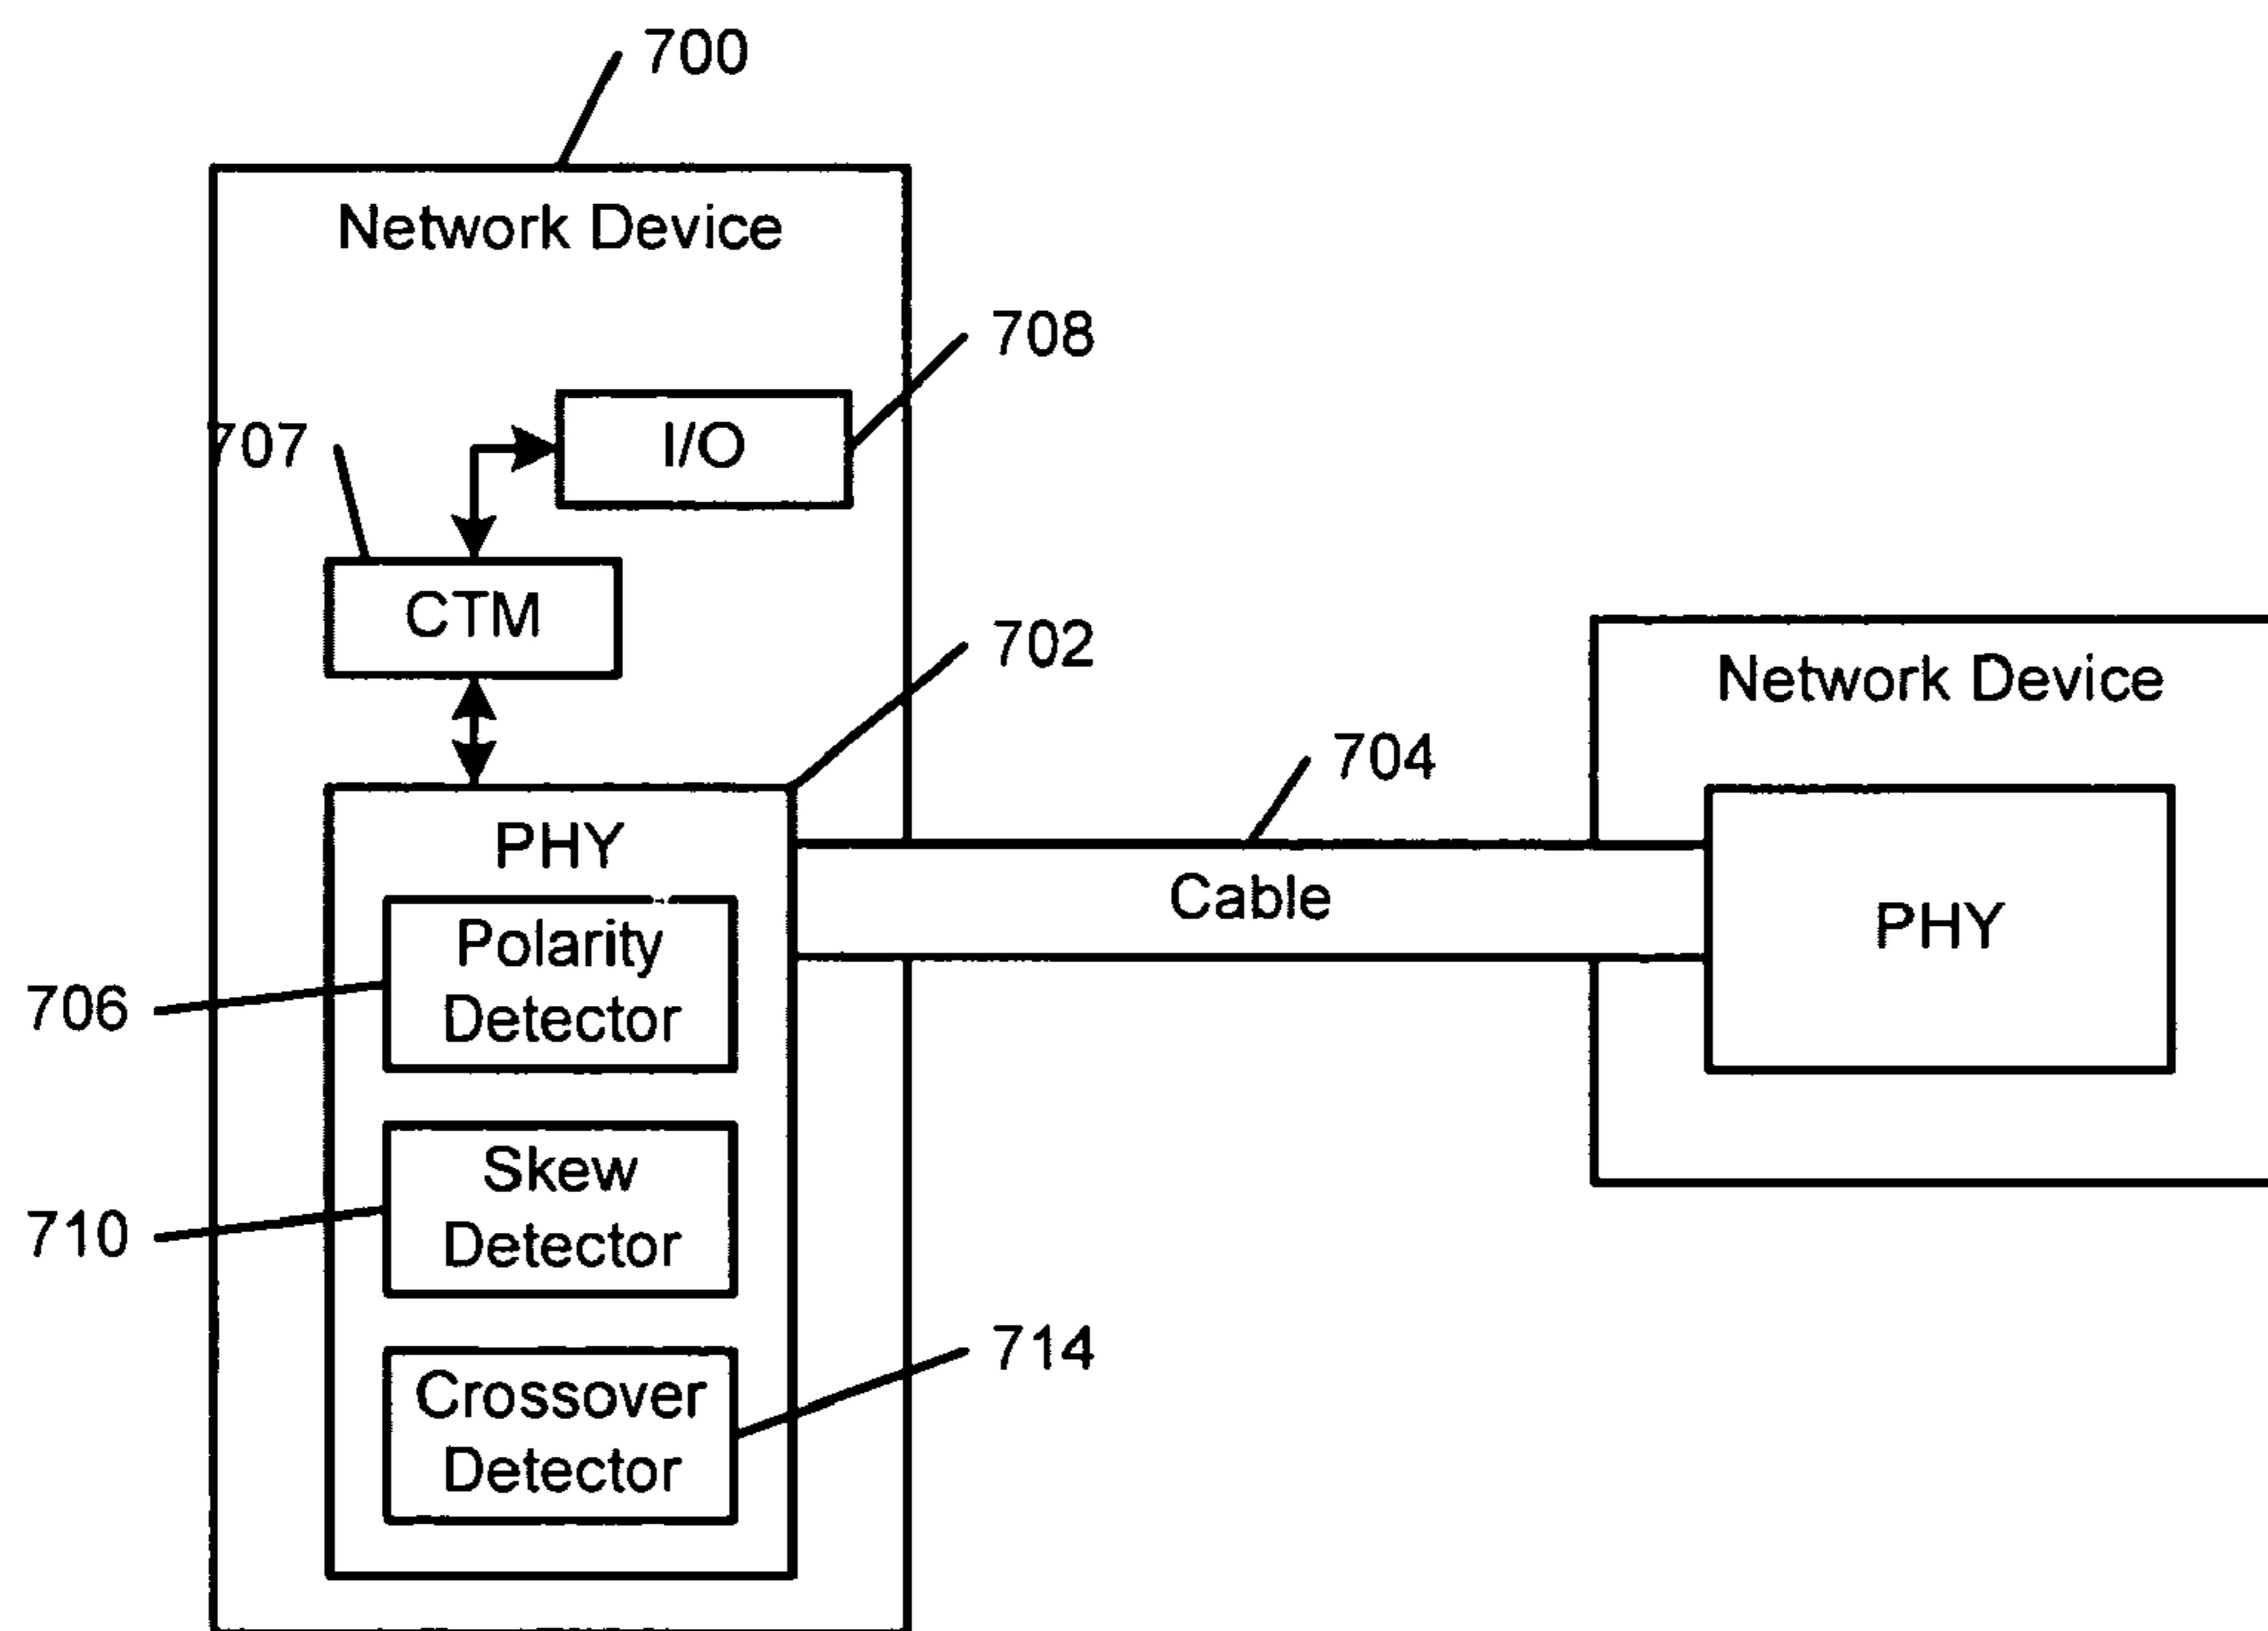 700
Network Device
708
707
I/O
CTM
702
Network Device
704
PHY
Cable
PHY
Polarity
Detector
706
Skew
Detector
710
714
Crossover
Detector